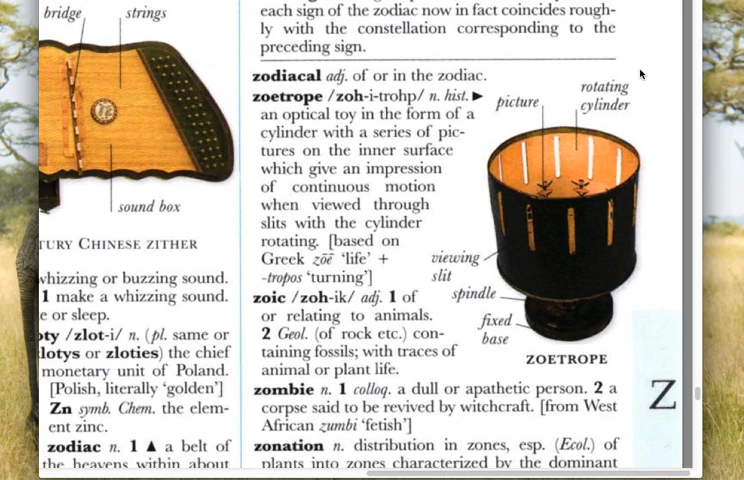 bridge
strings
sound box
TURY CHINESE ZITHER
whizzing or buzzing sound.
1 make a whizzing sound.
e or sleep.
oty /zlot-i/ n. (pl. same or
lotys or zloties) the chief
monetary unit of Poland.
[Polish, literally ‘golden’]
Zn symb. Chem. the elem-
ent zinc.
zodiac n. 1 ▲ a belt of
the heavens within about
each sign of the zodiac now in fact coincides rough-
ly with the constellation corresponding to the
preceding sign.
zodiacal adj. of or in the zodiac.
zoetrope /zoh-i-trohp/ n. hist. ►
an optical toy in the form of a
cylinder with a series of pic-
tures on the inner surface
which give an impression
of continuous motion
when viewed through
slits with the cylinder
rotating. [based on
Greek zōē ‘life’ +
-tropos ‘turning’]
zoic /zoh-ik/ adj. 1 of
or relating to animals.
2 Geol. (of rock etc.) con-
taining fossils; with traces of
animal or plant life.
zombie n. 1 colloq. a dull or apathetic person. 2 a
corpse said to be revived by witchcraft. [from West
African zumbi ‘fetish’]
zonation n. distribution in zones, esp. (Ecol.) of
plants into zones characterized by the dominant
picture
rotating
cylinder
viewing
slit
spindle
fixed
base
ZOETROPE
Z